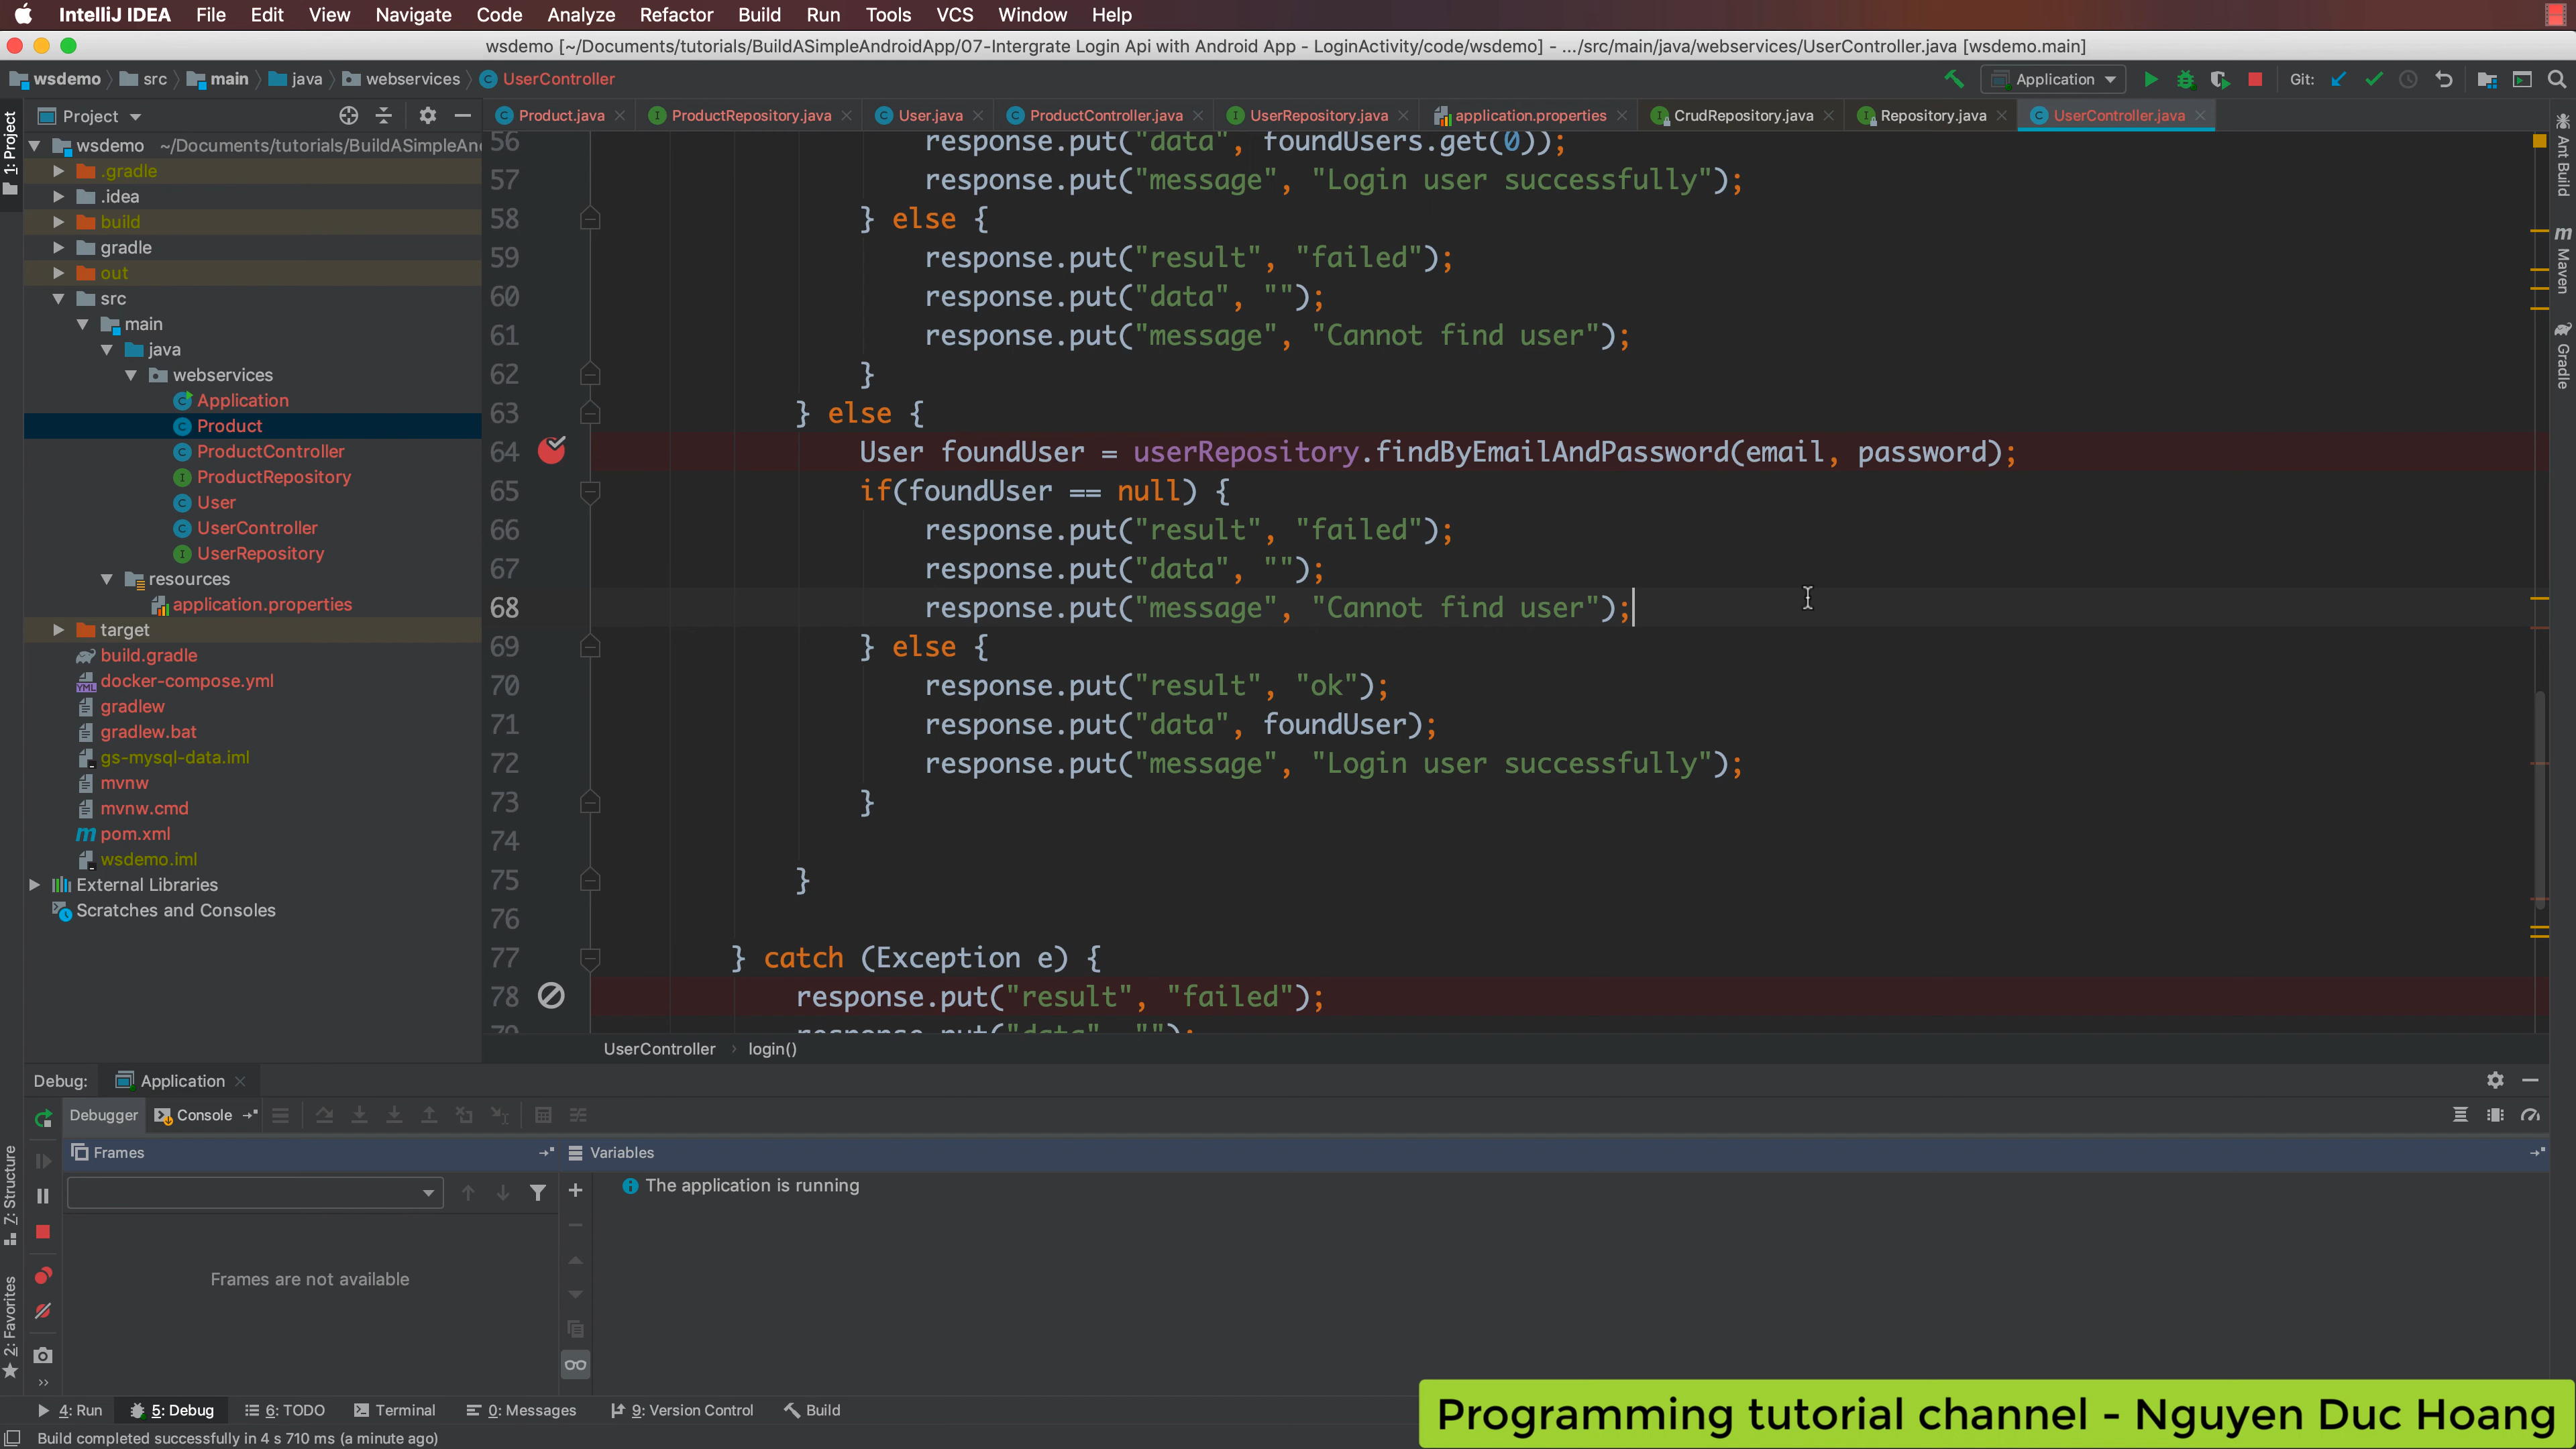 IntelliJ IDEA File Edit View Navigate Code Analyze Refactor Build Run Tools VCS Window Help
wsdemo [~/Documents/tutorials/BuildASimpleAndroidApp/07-Intergrate Login Api with Android App - LoginActivity/code/wsdemo] - .../src/main/java/webservices/UserController.java [wsdemo.main]
wsdemo src main java webservices UserController Application Git:
Project Product.java ProductRepository.java User.java ProductController.java UserRepository.java application.properties CrudRepository.java Repository.java UserController.java
1: Project
wsdemo ~/Documents/tutorials/BuildASimpleAn
.gradle
.idea
build
gradle
out
src
main
java
webservices
Application
Product
ProductController
ProductRepository
User
UserController
UserRepository
resources
application.properties
target
build.gradle
docker-compose.yml
gradlew
gradlew.bat
gs-mysql-data.iml
mvnw
mvnw.cmd
pom.xml
wsdemo.iml
External Libraries
Scratches and Consoles
56 response.put("data", foundUsers.get(0));
57 response.put("message", "Login user successfully");
58 } else {
59 response.put("result", "failed");
60 response.put("data", "");
61 response.put("message", "Cannot find user");
62 }
63 } else {
64 User foundUser = userRepository.findByEmailAndPassword(email, password);
65 if(foundUser == null) {
66 response.put("result", "failed");
67 response.put("data", "");
68 response.put("message", "Cannot find user");
69 } else {
70 response.put("result", "ok");
71 response.put("data", foundUser);
72 response.put("message", "Login user successfully");
73 }
74
75 }
76
77 } catch (Exception e) {
78 response.put("result", "failed");
79 response.put("data", "");
UserController login()
Ant Build
Maven
Gradle
Debug: Application
Debugger Console
Frames Variables
The application is running
Frames are not available
Z: Structure
2: Favorites
4: Run 5: Debug 6: TODO Terminal 0: Messages 9: Version Control Build
Build completed successfully in 4 s 710 ms (a minute ago)
Programming tutorial channel - Nguyen Duc Hoang